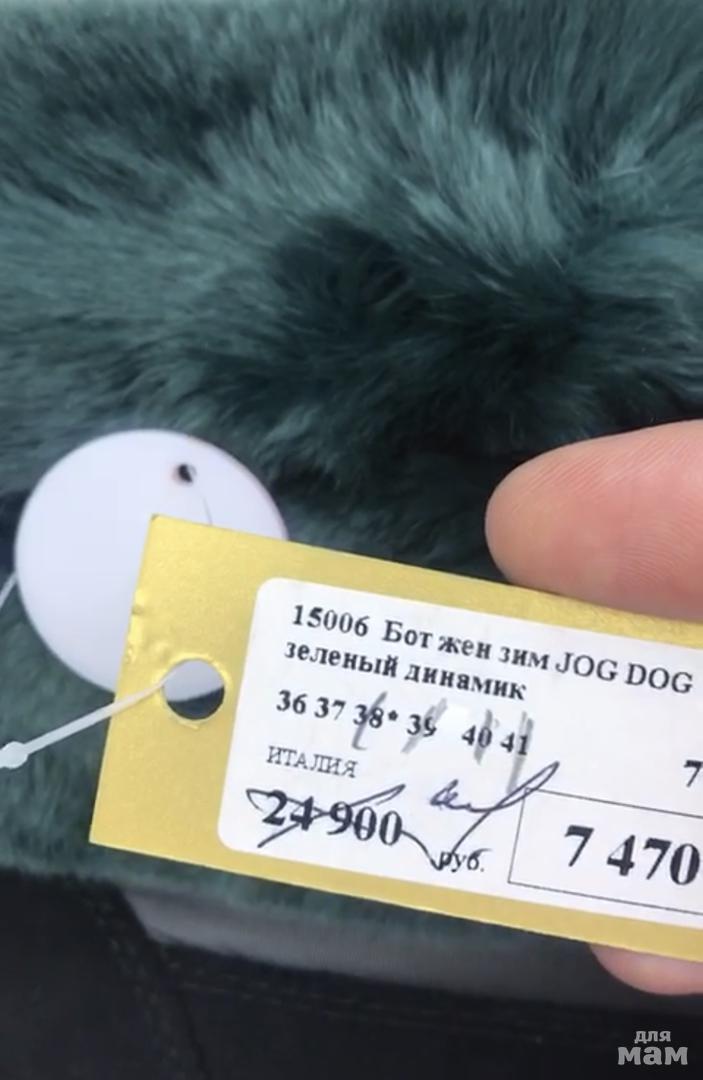 15006 Бот жен зим JOG DOG
зеленый динамик
36 37 38* 39 40 41
7
ИТАЛИЯ
24 900
руб.
7 470
для
мам